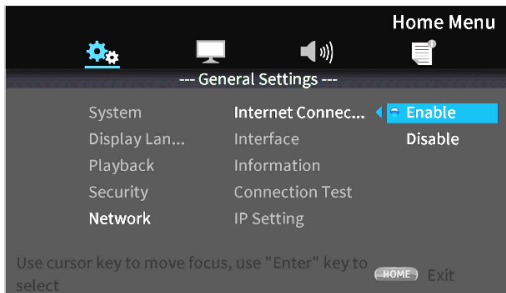 Home Menu
--- General Settings ---
System
Internet Connec...
Enable
Display Lan...
Interface
Disable
Playback
Information
Security
Connection Test
Network
IP Setting
Use cursor key to move focus, use "Enter" key to
select
HOME
Exit